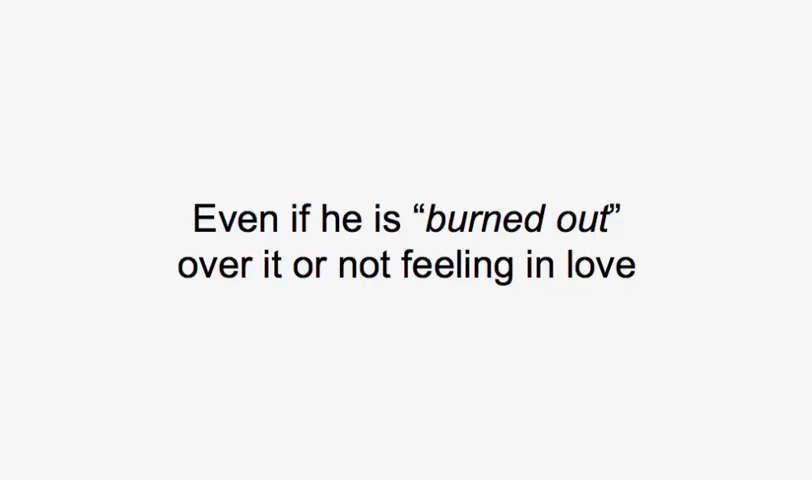 Even if he is “burned out”
over it or not feeling in love